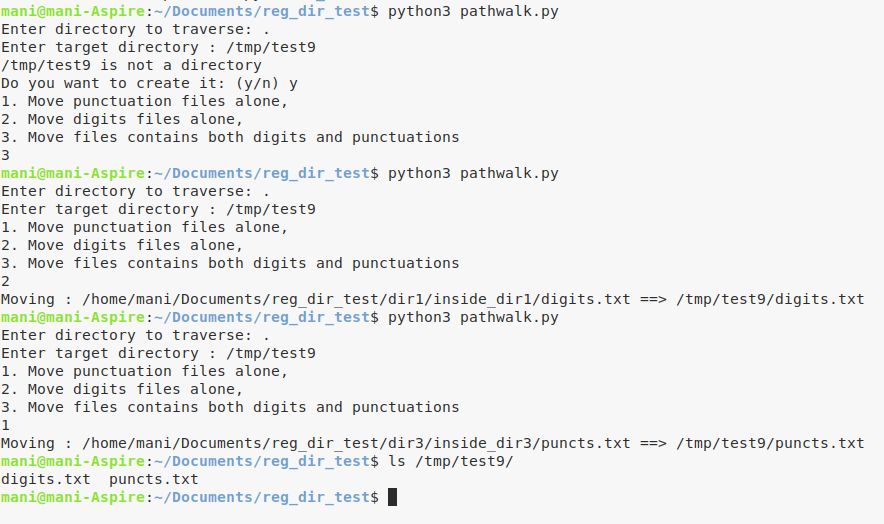 mani@mani-Aspire:~/Documents/reg_dir_test$ python3 pathwalk.py
Enter directory to traverse: .
Enter target directory : /tmp/test9
/tmp/test9 is not a directory
Do you want to create it: (y/n) y
1. Move punctuation files alone,
2. Move digits files alone,
3. Move files contains both digits and punctuations
3
mani@mani-Aspire:~/Documents/reg_dir_test$ python3 pathwalk.py
Enter directory to traverse: .
Enter target directory : /tmp/test9
1. Move punctuation files alone,
2. Move digits files alone,
3. Move files contains both digits and punctuations
2
Moving : /home/mani/Documents/reg_dir_test/dir1/inside_dir1/digits.txt ==> /tmp/test9/digits.txt
mani@mani-Aspire:~/Documents/reg_dir_test$ python3 pathwalk.py
Enter directory to traverse: .
Enter target directory : /tmp/test9
1. Move punctuation files alone,
2. Move digits files alone,
3. Move files contains both digits and punctuations
1
Moving : /home/mani/Documents/reg_dir_test/dir3/inside_dir3/puncts.txt ==> /tmp/test9/puncts.txt
mani@mani-Aspire:~/Documents/reg_dir_test$ ls /tmp/test9/
digits.txt  puncts.txt
mani@mani-Aspire:~/Documents/reg_dir_test$